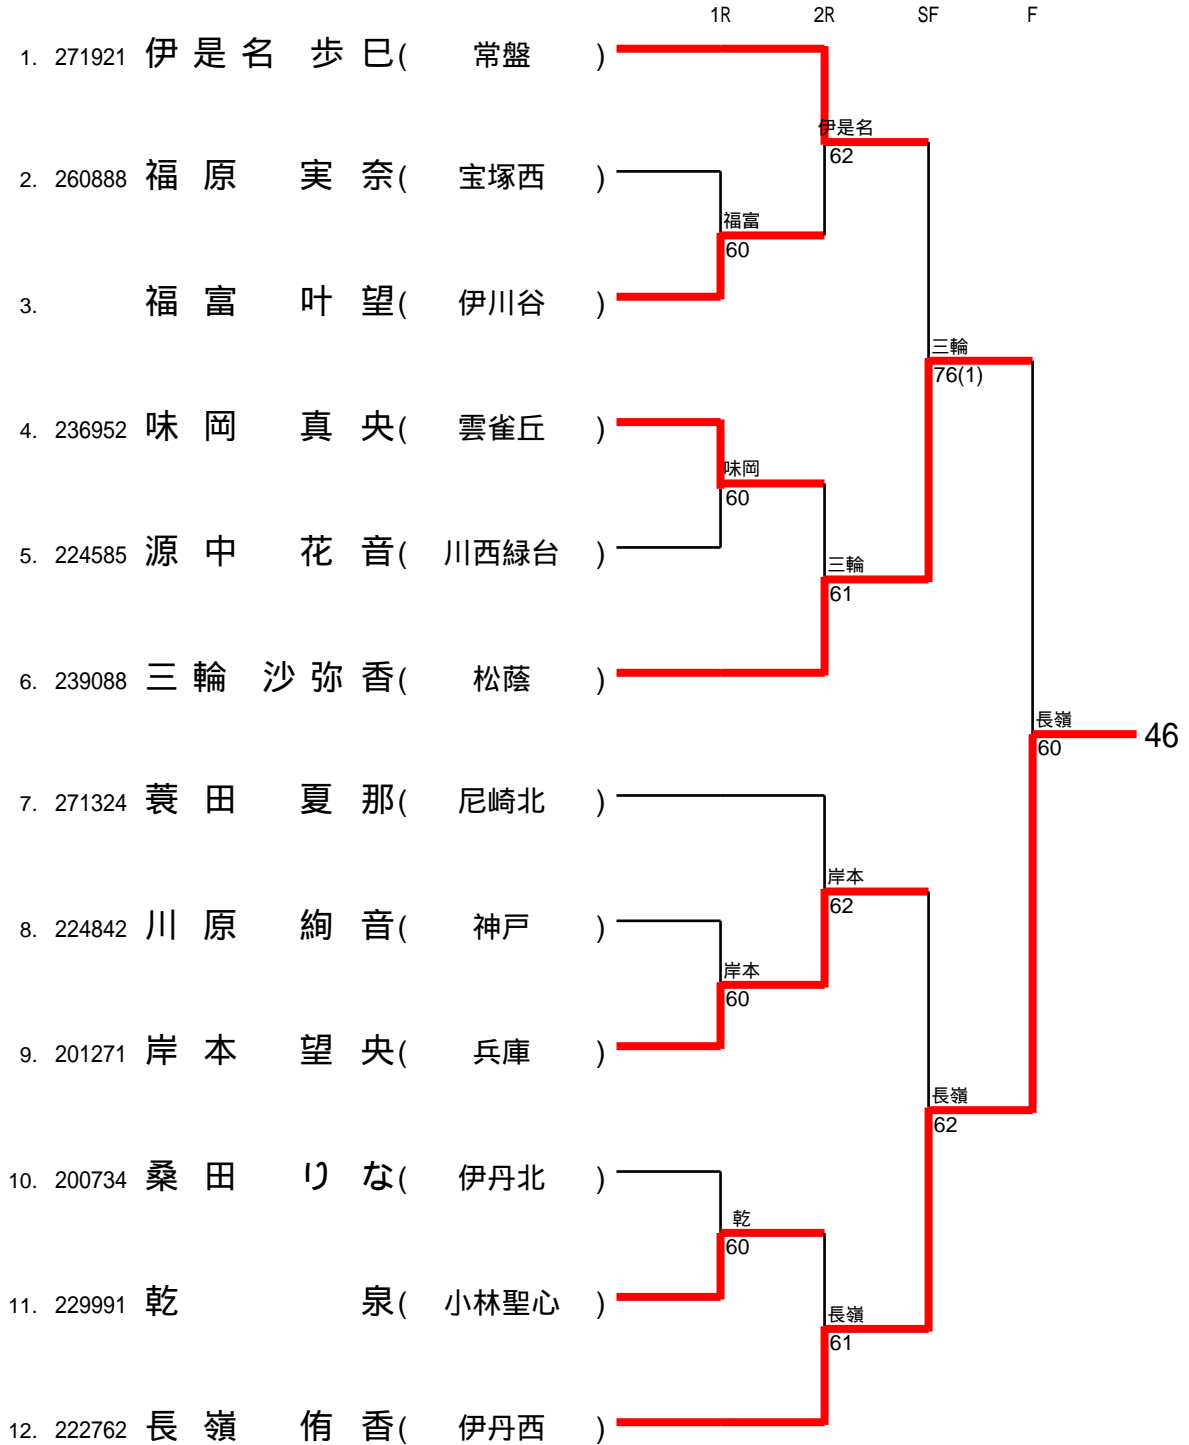 1R 2R SF F
1. 271921 伊是名 歩巳( 常盤 )
伊是名
62
2. 260888 福原 実奈( 宝塚西 )
福富
60
3. 福富 叶望( 伊川谷 )
三輪
76(1)
4. 236952 味岡 真央( 雲雀丘 )
味岡
60
5. 224585 源中 花音( 川西緑台 )
三輪
61
6. 239088 三輪 沙弥香( 松蔭 )
長嶺
60 46
7. 271324 蓑田 夏那( 尼崎北 )
岸本
62
8. 224842 川原 絢音( 神戸 )
岸本
60
9. 201271 岸本 望央( 兵庫 )
長嶺
62
10. 200734 桑田 りな( 伊丹北 )
乾
60
11. 229991 乾 泉( 小林聖心 )
長嶺
61
12. 222762 長嶺 侑香( 伊丹西 )